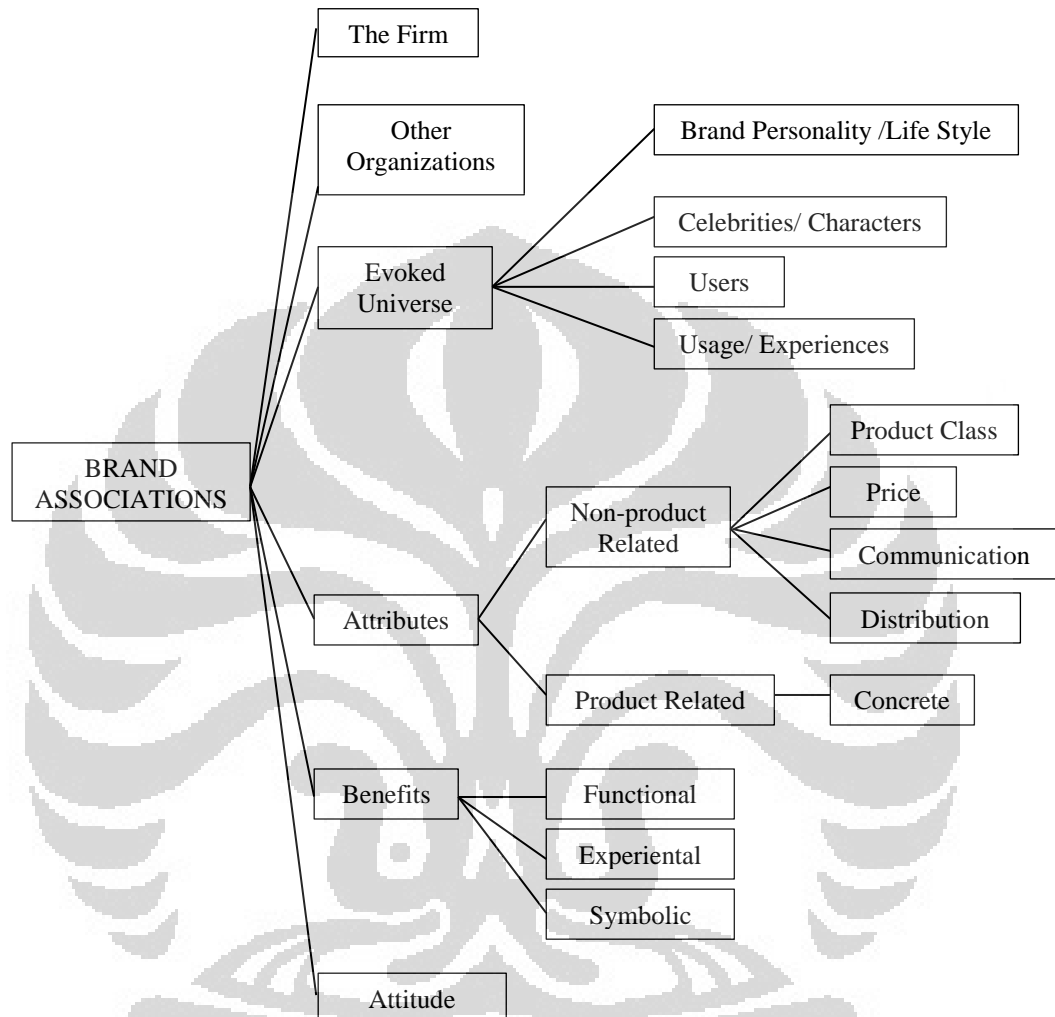 The Firm
Other
Organizations
Brand Personality /Life Style
Celebrities/ Characters
Evoked
Universe
Users
Usage/ Experiences
BRAND
ASSOCIATIONS
Product Class
Price
Non-product
Related
Communication
Distribution
Attributes
Product Related
Concrete
Benefits
Functional
Experiental
Symbolic
Attitude